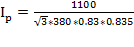 I_p = 1100 / (√3*380*0.83*0.835)